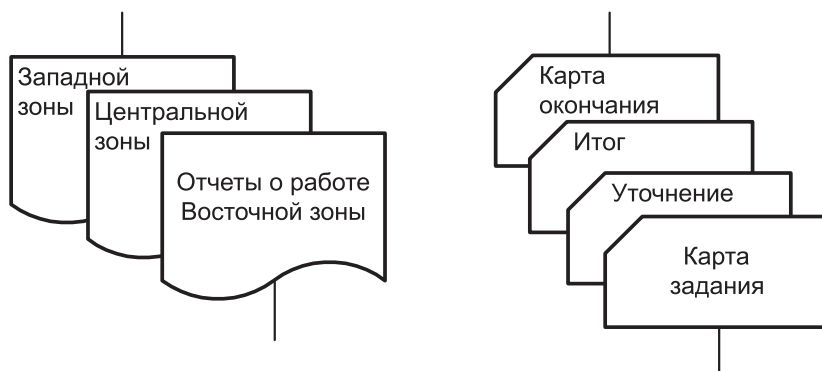 Западной
зоны
Центральной
зоны
Отчеты о работе
Восточной зоны
Карта
окончания
Итог
Уточнение
Карта
задания